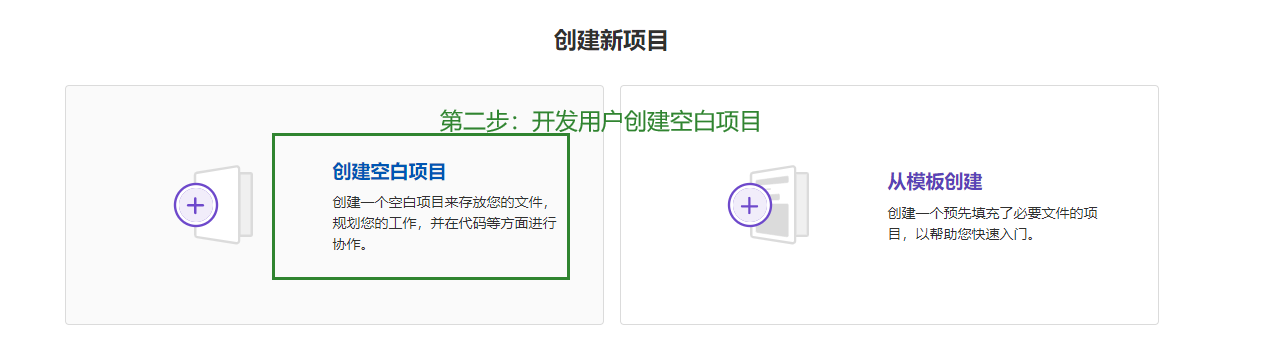 创建新项目
第二步：开发用户创建空白项目
创建空白项目
创建一个空白项目来存放您的文件，
规划您的工作，并在代码等方面进行
协作。
从模板创建
创建一个预先填充了必要文件的项
目，以帮助您快速入门。